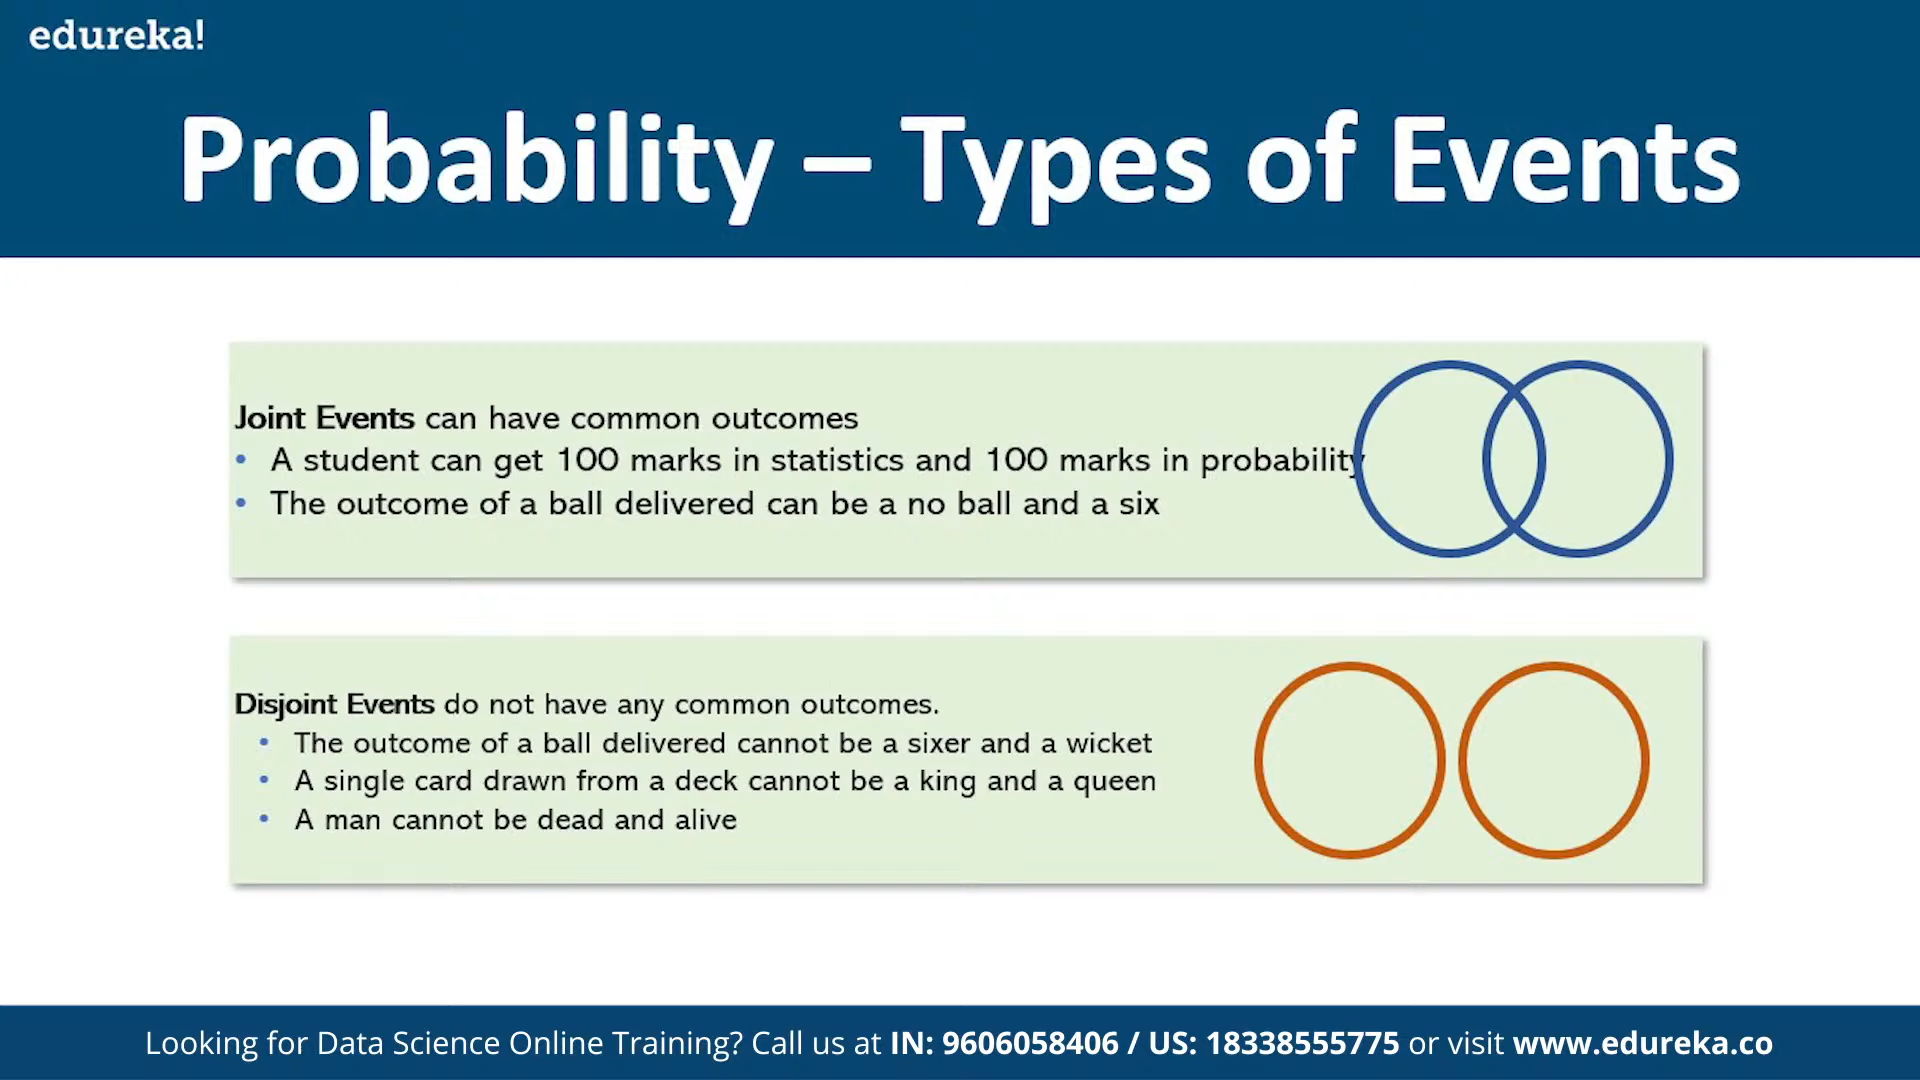 edureka!
Probability – Types of Events
Joint Events can have common outcomes
• A student can get 100 marks in statistics and 100 marks in probability
• The outcome of a ball delivered can be a no ball and a six
Disjoint Events do not have any common outcomes.
• The outcome of a ball delivered cannot be a sixer and a wicket
• A single card drawn from a deck cannot be a king and a queen
• A man cannot be dead and alive
Looking for Data Science Online Training? Call us at IN: 9606058406 / US: 18338555775 or visit www.edureka.co